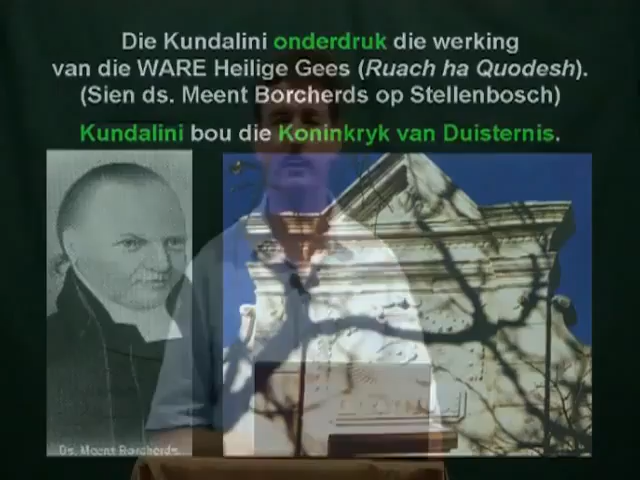 Die Kundalini onderdruk die werking
van die WARE Heilige Gees (Ruach ha Quodesh).
(Sien ds. Meent Borcherds op Stellenbosch)
Kundalini bou die Koninkryk van Duisternis.
Ds. Meent Borcherds.